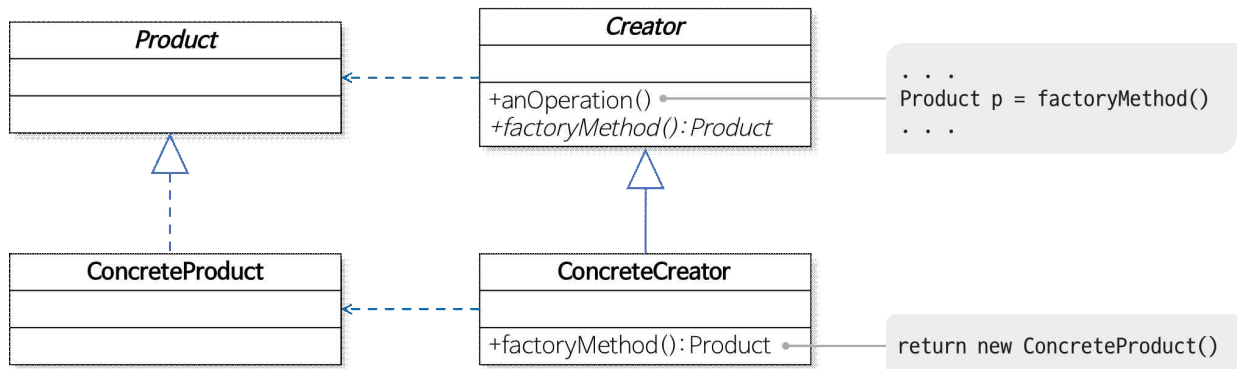 Product
Creator
+anOperation()
+factoryMethod():Product
. . .
Product p = factoryMethod()
. . .
ConcreteProduct
ConcreteCreator
+factoryMethod():Product
return new ConcreteProduct()